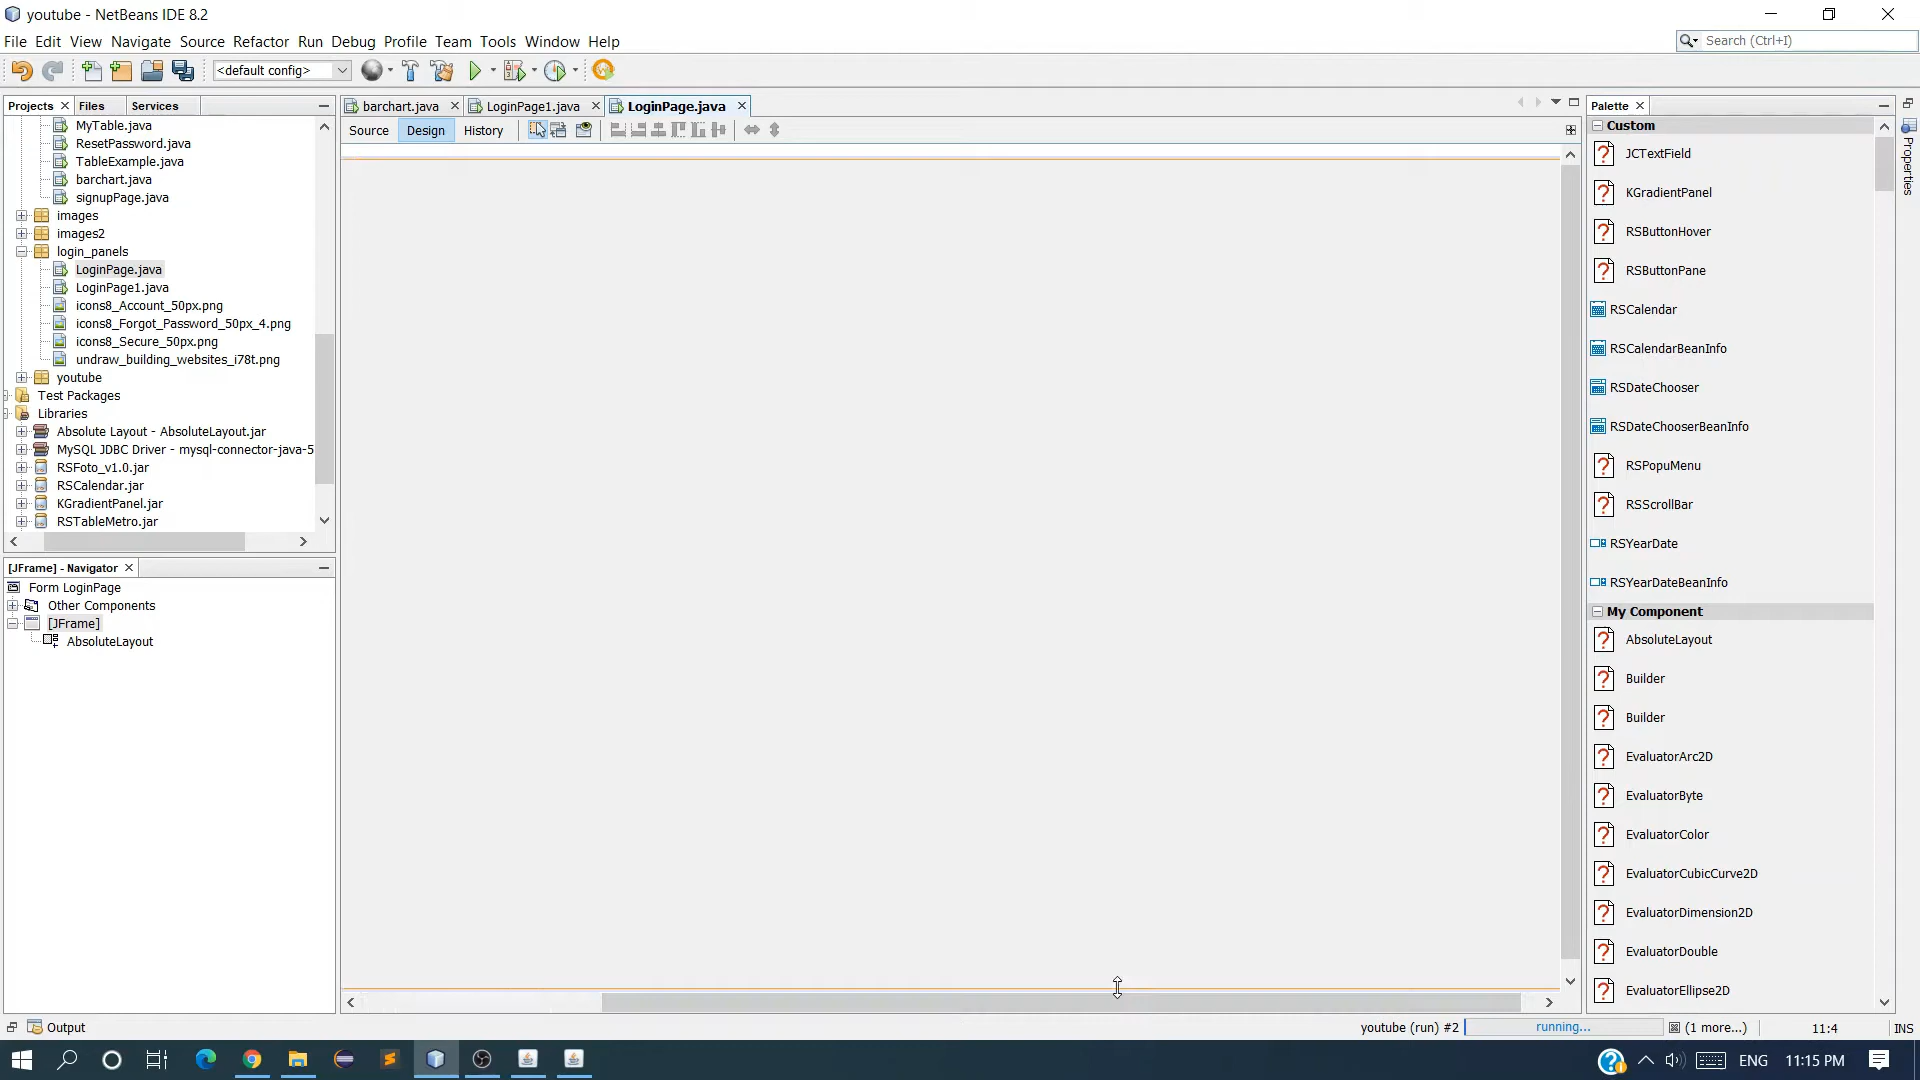 youtube - NetBeans IDE 8.2
File Edit View Navigate Source Refactor Run Debug Profile Team Tools Window Help
Search (Ctrl+I)
<default config>
Projects Files Services
MyTable.java
ResetPassword.java
TableExample.java
barchart.java
signupPage.java
images
images2
login_panels
LoginPage.java
LoginPage1.java
icons8_Account_50px.png
icons8_Forgot_Password_50px_4.png
icons8_Secure_50px.png
undraw_building_websites_i78t.png
youtube
Test Packages
Libraries
Absolute Layout - AbsoluteLayout.jar
MySQL JDBC Driver - mysql-connector-java-5
RSFoto_v1.0.jar
RSCalendar.jar
KGradientPanel.jar
RSTableMetro.jar
[JFrame] - Navigator
Form LoginPage
Other Components
[JFrame]
AbsoluteLayout
barchart.java LoginPage1.java LoginPage.java
Source Design History
Palette
Custom
JCTextField
KGradientPanel
RSButtonHover
RSButtonPane
RSCalendar
RSCalendarBeanInfo
RSDateChooser
RSDateChooserBeanInfo
RSPopuMenu
RSScrollBar
RSYearDate
RSYearDateBeanInfo
My Component
AbsoluteLayout
Builder
Builder
EvaluatorArc2D
EvaluatorByte
EvaluatorColor
EvaluatorCubicCurve2D
EvaluatorDimension2D
EvaluatorDouble
EvaluatorEllipse2D
Properties
Output
youtube (run) #2 running... (1 more...) 11:4 INS
ENG 11:15 PM